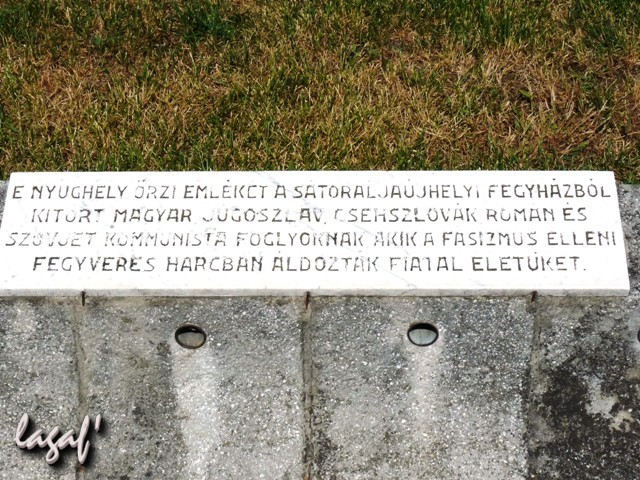 E NYUGHELY ŐRZI EMLÉKET A SÁTORALJAÚJHELYI FEGYHÁZBÓL
KITÖRT MAGYAR JUGOSZLÁV, CSEHSZLOVÁK ROMÁN ÉS
SZOVJET KOMMUNISTA FOGLYOKNAK AKIK A FASIZMUS ELLENI
FEGYVERES HARCBAN ÁLDOZTÁK FIATAL ÉLETÜKET.
lagaf'